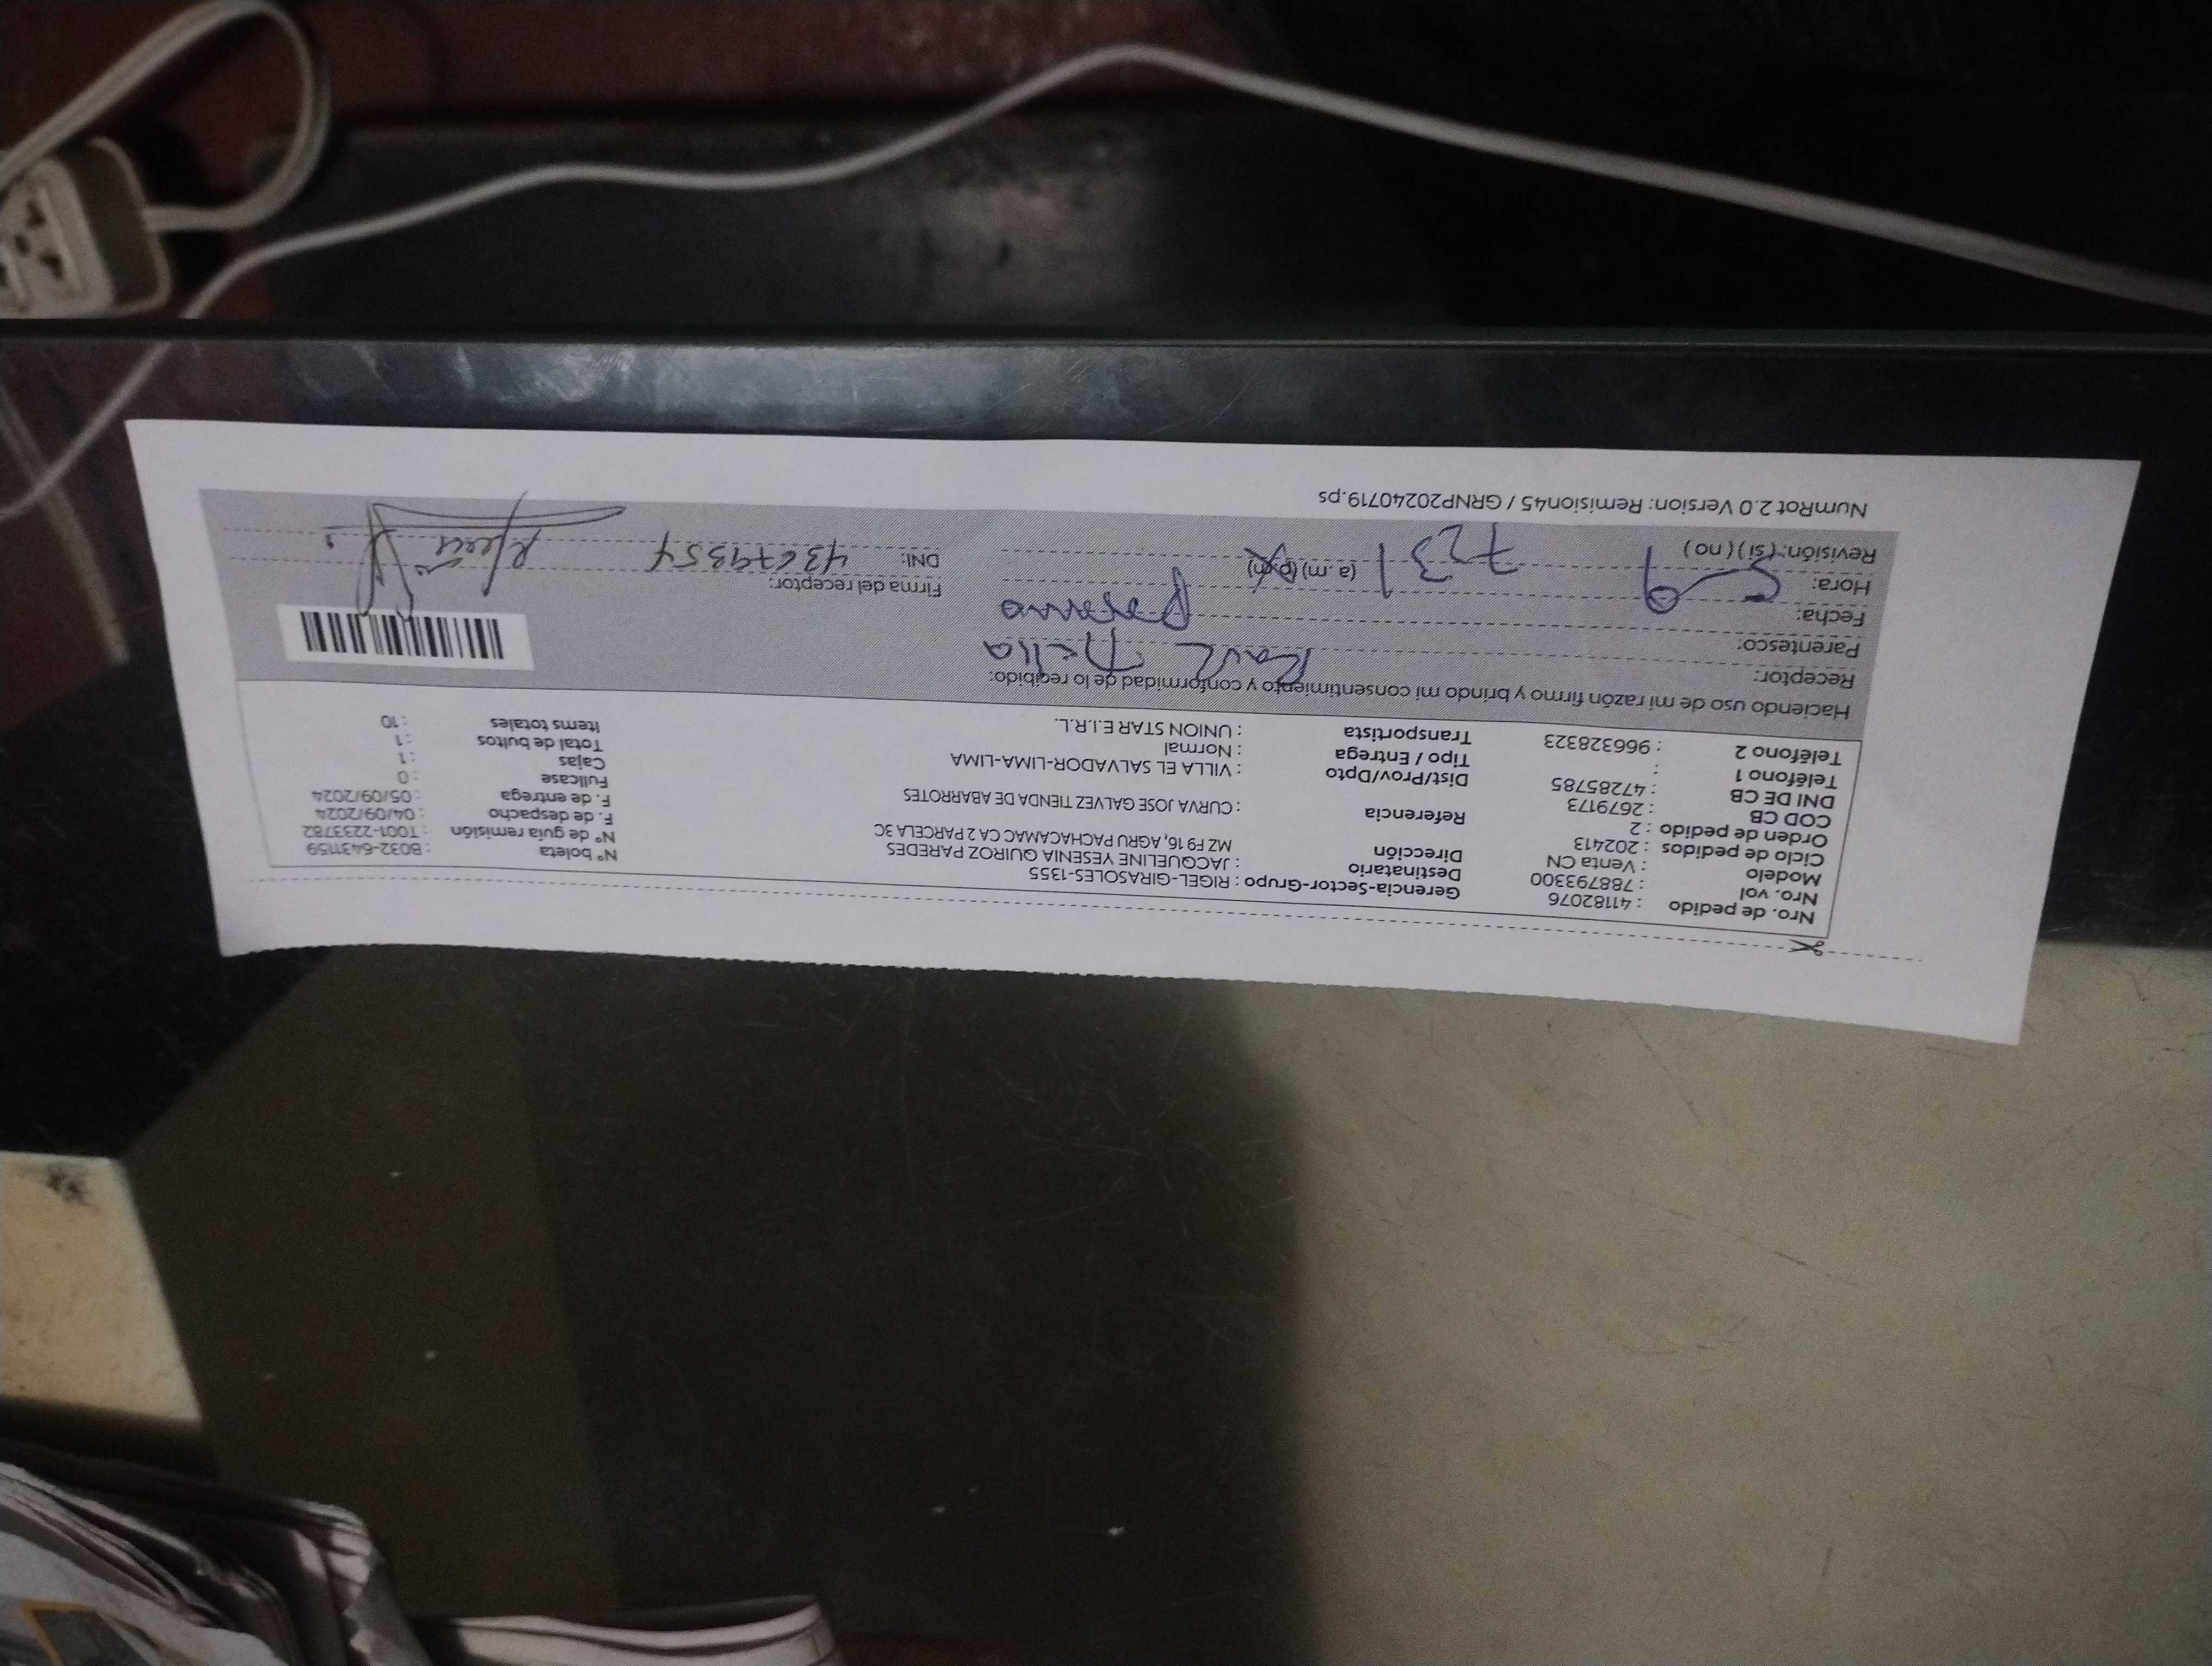 Nro. de pedido : 41182076
Nro. vol : 788793300
Modelo : Venta CN
Ciclo de pedidos : 202413
Orden de pedido : 2
COD CB : 2679173
DNI DE CB : 47285785
Teléfono 1 :
Teléfono 2 : 966328323
Gerencia-Sector-Grupo : RIGEL-GIRASOLES-1355
Destinatario : JACQUELINE YESENIA QUIROZ PAREDES
Dirección MZ F9 16, AGRU PACHACAMAC CA 2 PARCELA 3C
Referencia : CURVA JOSE GALVEZ TIENDA DE ABARROTES
Dist/Prov/Dpto : VILLA EL SALVADOR-LIMA-LIMA
Tipo / Entrega : Normal
Transportista : UNION STAR E.I.R.L.
N° boleta : B032-6431159
N° de guía remisión : T001-2233782
F. de despacho : 04/09/2024
F. de entrega : 05/09/2024
Fullcase : 0
Cajas : 1
Total de bultos : 1
Items totales : 10
Haciendo uso de mi razón firmo y brindo mi consentimiento y conformidad de lo recibido:
Receptor: Raul
Parentesco:
Fecha: 5-9
Hora: 7 23 (a.m) (p.m)
Revisión: (si) (no)
Firma del receptor:
DNI: 43679354
NumRot 2.0 Version: Remision45 / GRNP20240719.ps